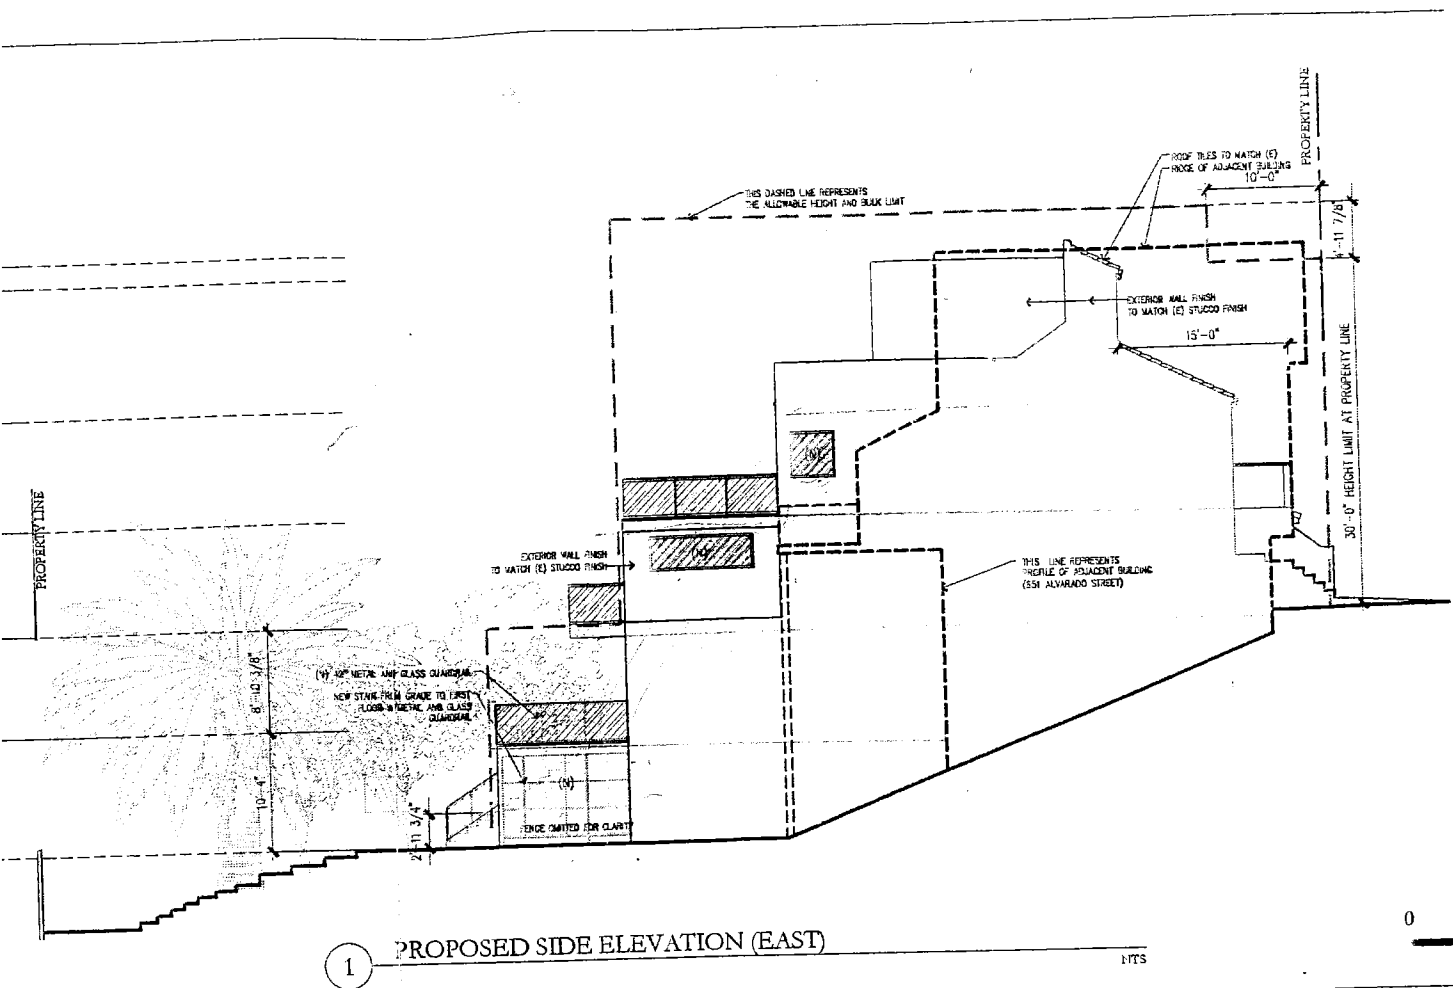 PROPERTY LINE
ROOF TILES TO MATCH (E)
RIDGE OF ADJACENT BUILDING
10'-0"
THIS DASHED LINE REPRESENTS
THE ALLOWABLE HEIGHT AND BULK LIMIT
4'-11 7/8"
EXTERIOR WALL FINISH
TO MATCH (E) STUCCO FINISH
15'-0"
30'-0" HEIGHT LIMIT AT PROPERTY LINE
(N)
PROPERTY LINE
EXTERIOR WALL FINISH
TO MATCH (E) STUCCO FINISH
(N)
THIS LINE REPRESENTS
PROFILE OF ADJACENT BUILDING
(551 ALVARADO STREET)
8'-10 3/8"
(N) 42" METAL AND GLASS GUARDRAIL
NEW STAIR FROM GRADE TO FIRST
FLOOR W/METAL AND GLASS
GUARDRAIL
10'-4"
2'-11 3/4"
(N)
FENCE OMITTED FOR CLARITY
1
PROPOSED SIDE ELEVATION (EAST)
NTS
0